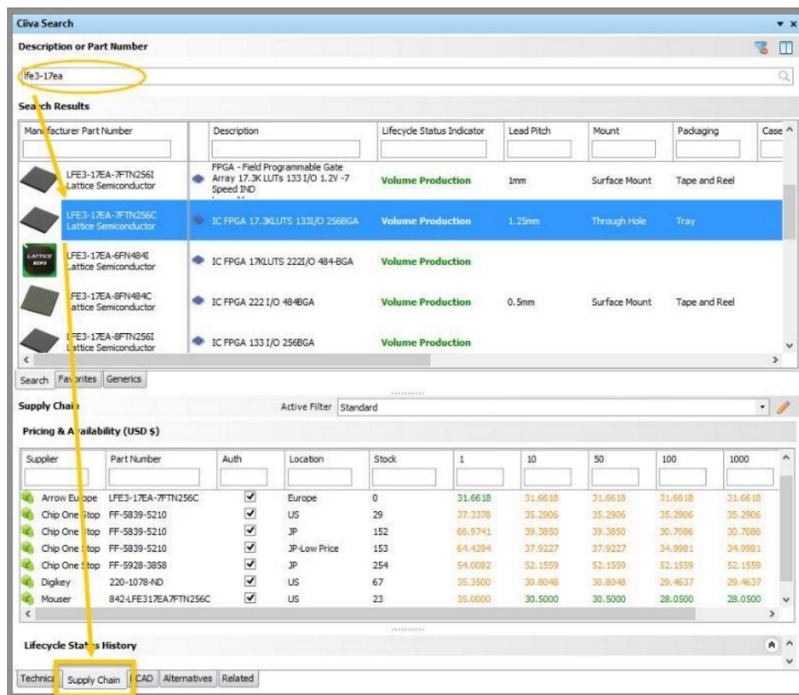 Ciiva Search
Description or Part Number
lfe3-17ea
Search Results
Manufacturer Part Number Description Lifecycle Status Indicator Lead Pitch Mount Packaging Case
LFE3-17EA-7FTN256I Lattice Semiconductor FPGA - Field Programmable Gate Array 17.3K LUTs 133 I/O 1.2V -7 Speed IND Volume Production 1mm Surface Mount Tape and Reel
LFE3-17EA-7FTN256C Lattice Semiconductor IC FPGA 17.3KLUTS 133I/O 256BGA Volume Production 1.25mm Through Hole Tray
LATTICE ECP3 LFE3-17EA-6FN484I Lattice Semiconductor IC FPGA 17KLUTS 222I/O 484-BGA Volume Production
LFE3-17EA-8FN484C Lattice Semiconductor IC FPGA 222 I/O 484BGA Volume Production 0.5mm Surface Mount Tape and Reel
LFE3-17EA-8FTN256I Lattice Semiconductor IC FPGA 133 I/O 256BGA Volume Production
Search Favorites Generics
Supply Chain Active Filter Standard
Pricing & Availability (USD $)
Supplier Part Number Auth Location Stock 1 10 50 100 1000
Arrow Europe LFE3-17EA-7FTN256C Europe 0 31.6618 31.6618 31.6618 31.6618 31.6618
Chip One Stop FF-5839-5210 US 29 37.3378 35.2906 35.2906 35.2906 35.2906
Chip One Stop FF-5839-5210 JP 152 66.9741 39.3850 39.3850 30.7086 30.7086
Chip One Stop FF-5839-5210 JP-Low Price 153 64.4394 37.9227 37.9227 34.9981 34.9981
Chip One Stop FF-5928-3858 JP 254 54.0082 52.1559 52.1559 52.1559 52.1559
Digikey 220-1078-ND US 67 35.3500 30.8048 30.8048 29.4637 29.4637
Mouser 842-LFE317EA7FTN256C US 23 35.0000 30.5000 30.5000 28.0500 28.0500
Lifecycle Status History
Technical Supply Chain ECAD Alternatives Related